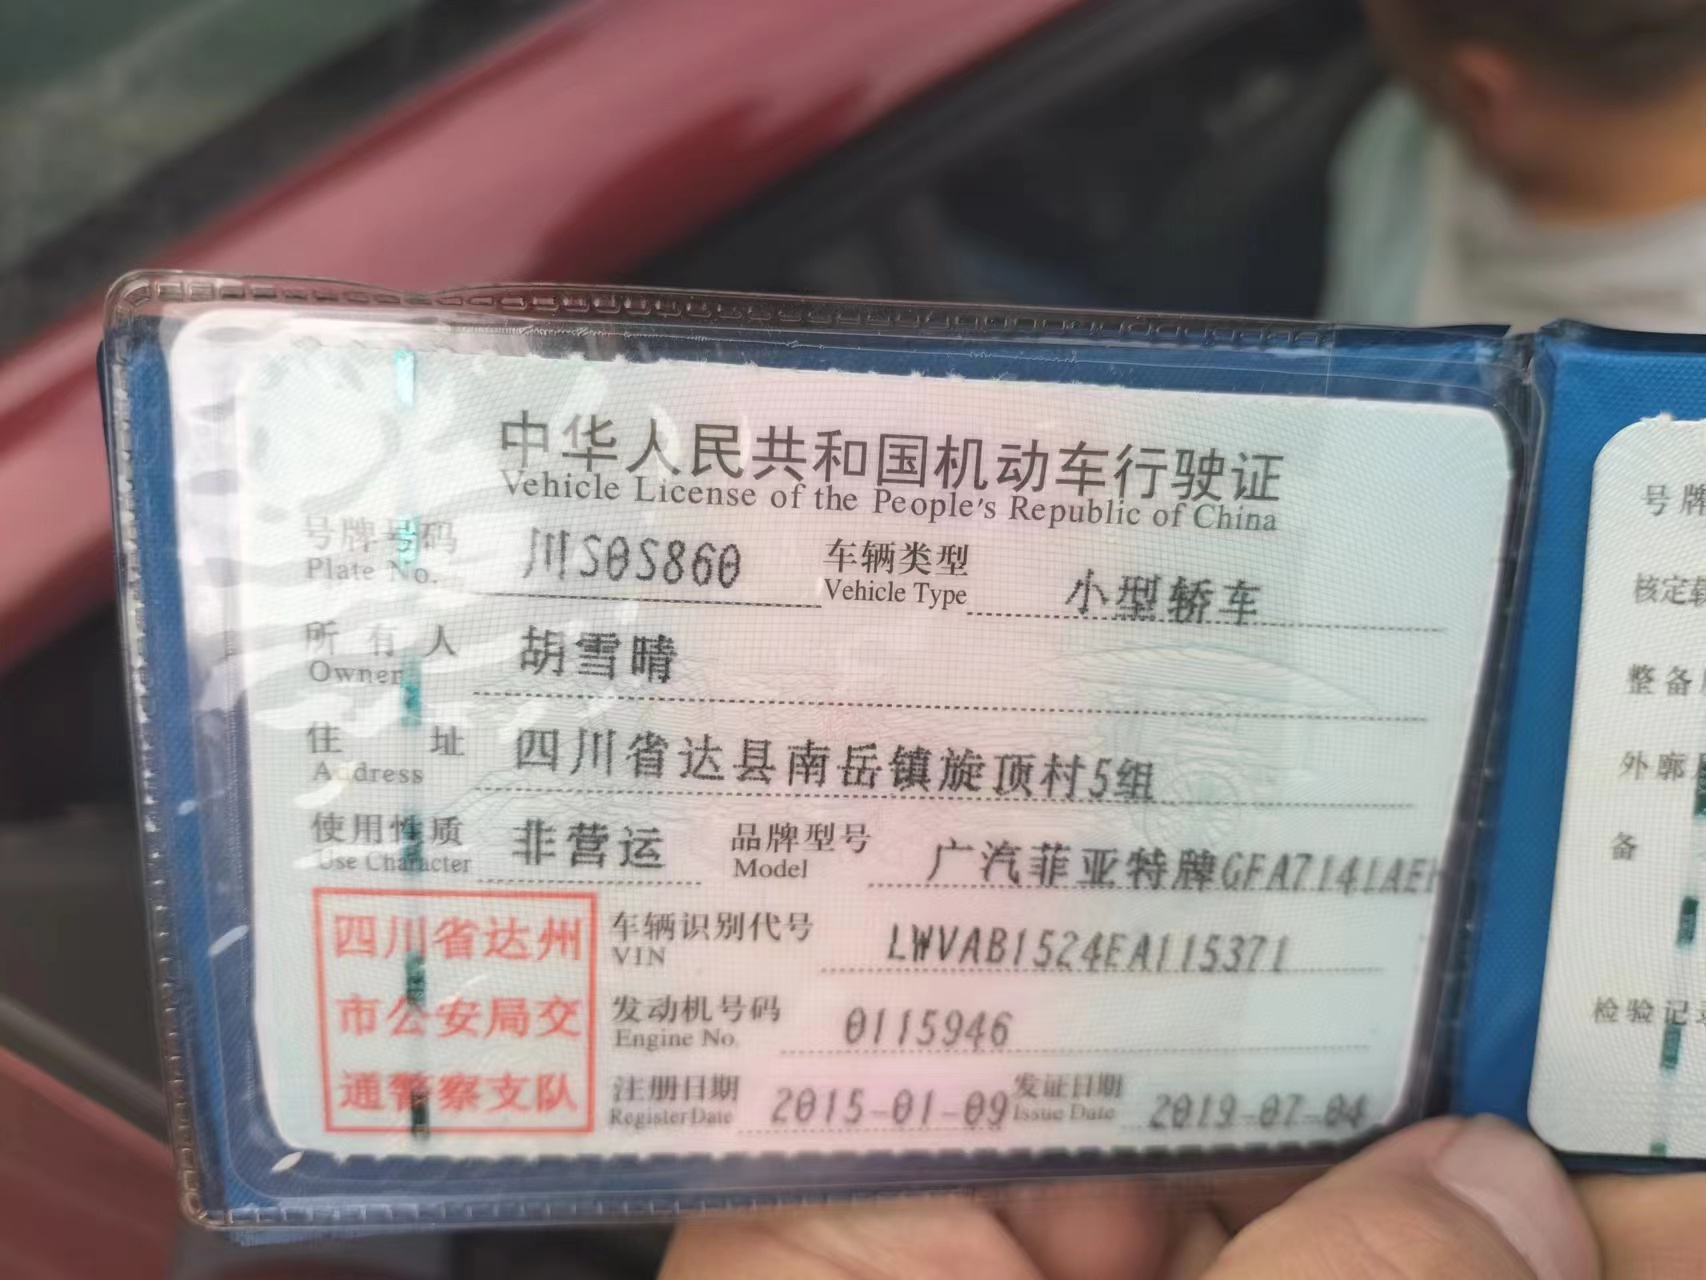 中华人民共和国机动车行驶证
Vehicle License of the People's Republic of China
号牌号码 川S0S860 车辆类型 小型轿车
Plate No. Vehicle Type
所有人 胡雪晴
Owner
住址 四川省达县南岳镇旋顶村5组
Address
使用性质 非营运 品牌型号 广汽菲亚特牌GFA7141AE
Use Character Model
四川省达州
市公安局交
通警察支队
车辆识别代号 LWVAB1524EA115371
VIN
发动机号码 0115946
Engine No.
注册日期 2015-01-09 发证日期 2019-07-04
Register Date Issue Date
号牌
核定
整备
外廓
备
检验记